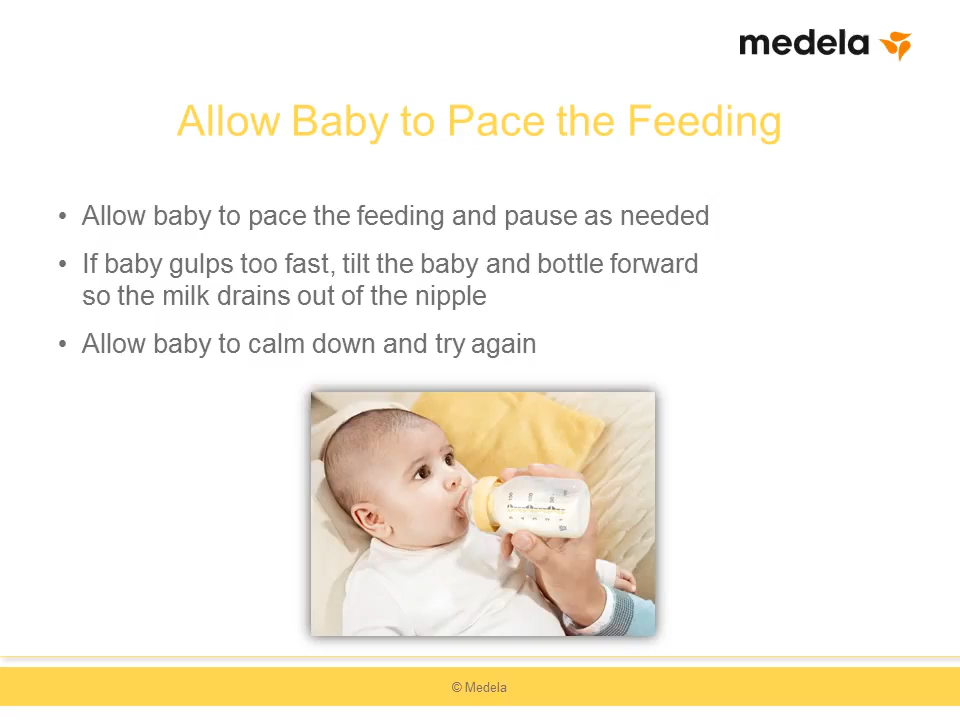 medela
Allow Baby to Pace the Feeding
• Allow baby to pace the feeding and pause as needed
• If baby gulps too fast, tilt the baby and bottle forward
so the milk drains out of the nipple
• Allow baby to calm down and try again
© Medela